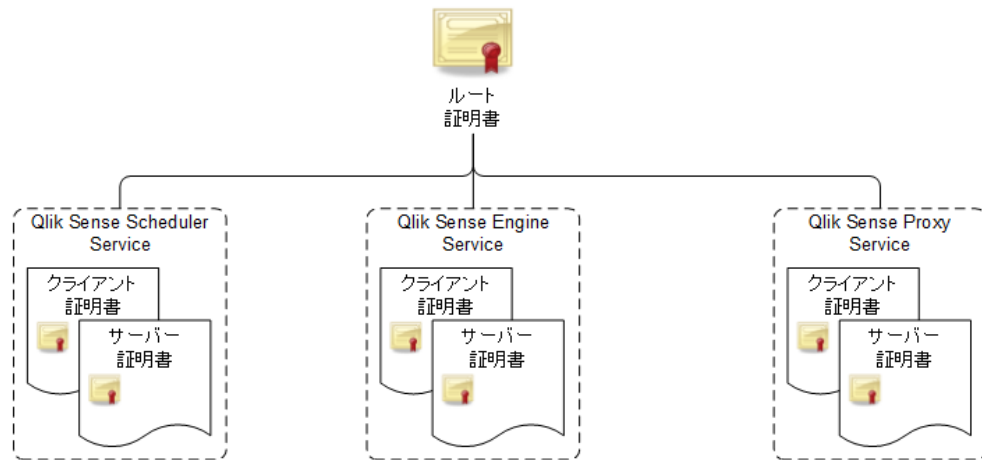 ルート
証明書
Qlik Sense Scheduler
Service
クライアント
証明書
サーバー
証明書
Qlik Sense Engine
Service
クライアント
証明書
サーバー
証明書
Qlik Sense Proxy
Service
クライアント
証明書
サーバー
証明書